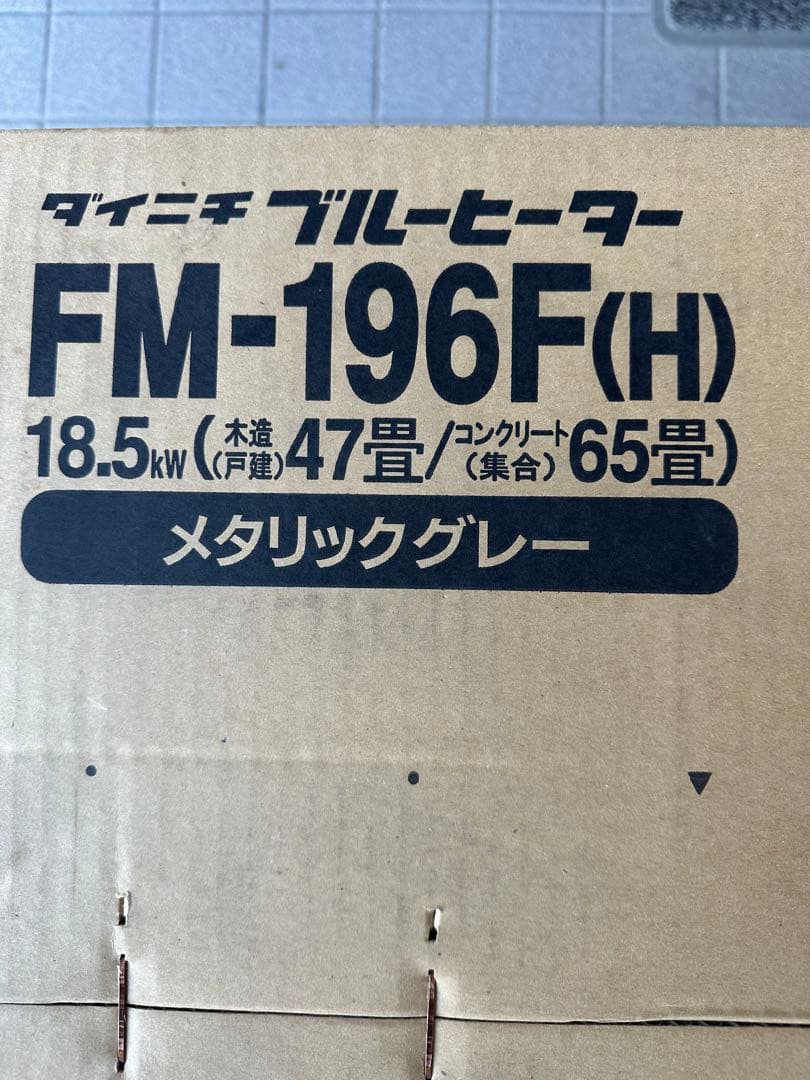 ダイニチ ブルーヒーター
FM-196F(H)
18.5kW(木造(戸建)47畳/コンクリート(集合)65畳)
メタリックグレー